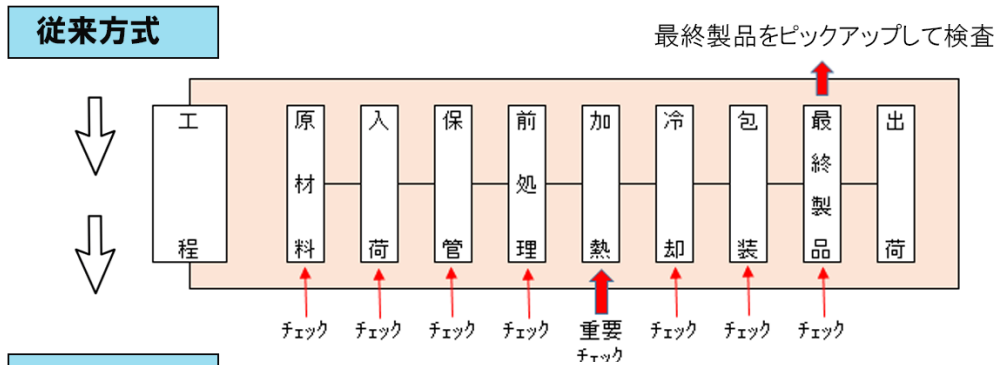 従来方式
最終製品をピックアップして検査
工程
原材料
入荷
保管
前処理
加熱
冷却
包装
最終製品
出荷
チェック
チェック
チェック
チェック
重要
チェック
チェック
チェック
チェック